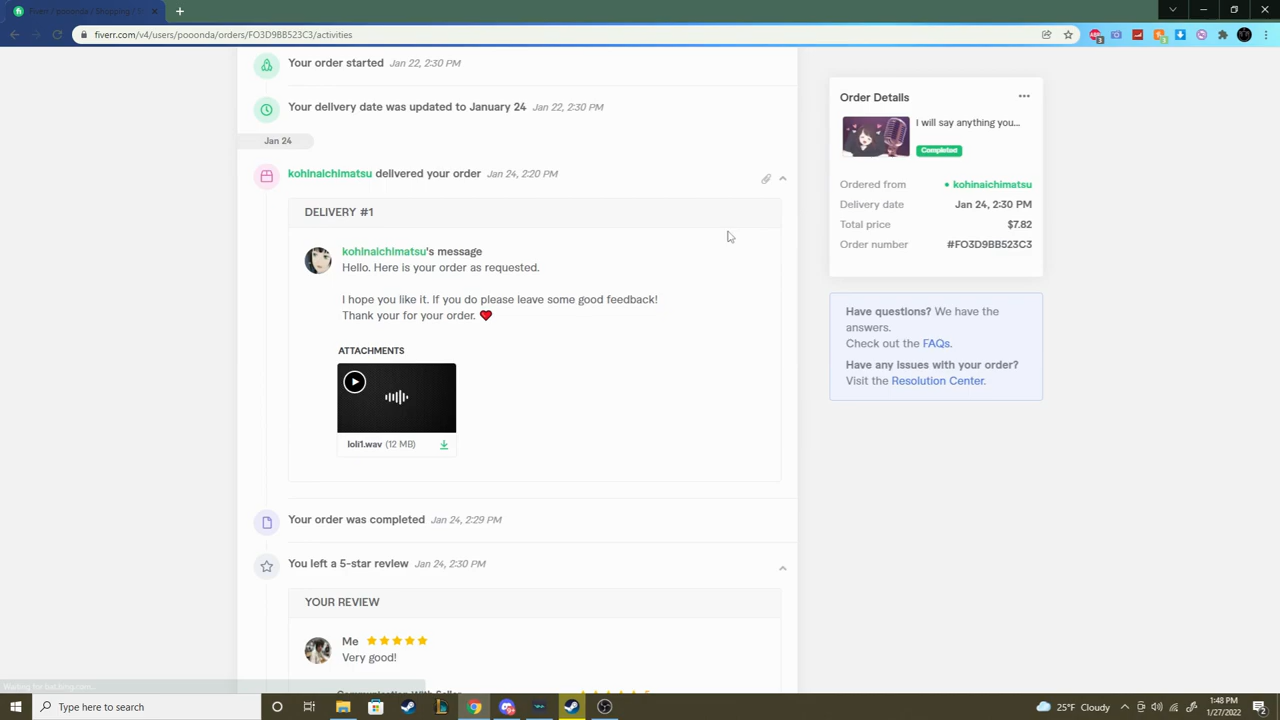 Fiverr / pooonda / Shopping /
fiverr.com/v4/users/pooonda/orders/FO3D9BB523C3/activities
Your order started Jan 22, 2:30 PM
Your delivery date was updated to January 24 Jan 22, 2:30 PM
Jan 24
kohinaichimatsu delivered your order Jan 24, 2:20 PM
DELIVERY #1
kohinaichimatsu's message
Hello. Here is your order as requested.
I hope you like it. If you do please leave some good feedback!
Thank your for your order. ❤
ATTACHMENTS
loli1.wav (12 MB)
Your order was completed Jan 24, 2:29 PM
You left a 5-star review Jan 24, 2:30 PM
YOUR REVIEW
Me
Very good!
Communication With Seller 5
Order Details
I will say anything you...
Completed
Ordered from kohinaichimatsu
Delivery date Jan 24, 2:30 PM
Total price $7.82
Order number #FO3D9BB523C3
Have questions? We have the
answers.
Check out the FAQs.
Have any issues with your order?
Visit the Resolution Center.
Type here to search
25°F Cloudy
1:48 PM
1/27/2022